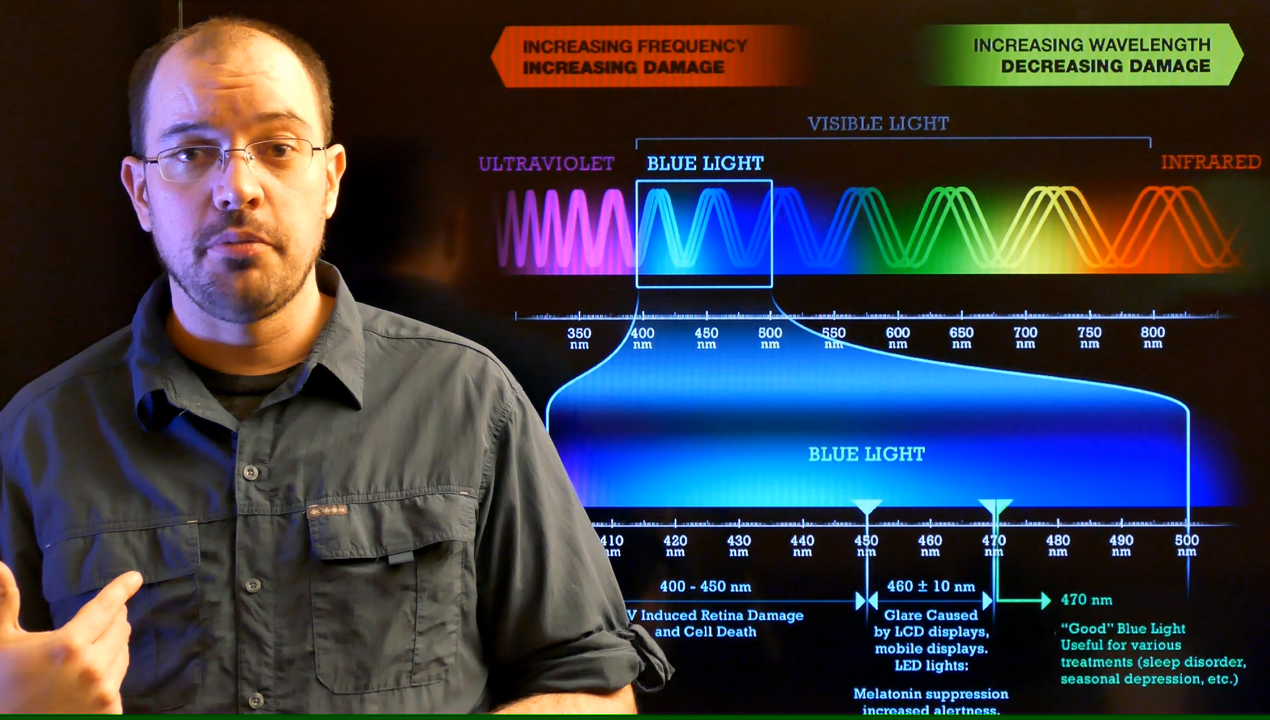 INCREASING FREQUENCY
INCREASING DAMAGE
INCREASING WAVELENGTH
DECREASING DAMAGE
VISIBLE LIGHT
ULTRAVIOLET
BLUE LIGHT
INFRARED
350 400 450 500 550 600 650 700 750 800
nm nm nm nm nm nm nm nm nm nm
BLUE LIGHT
410 420 430 440 450 460 470 480 490 500
nm nm nm nm nm nm nm nm nm nm
400 - 450 nm
V Induced Retina Damage
and Cell Death
460 ± 10 nm
Glare Caused
by LCD displays,
mobile displays.
LED lights:
Melatonin suppression
increased alertness.
470 nm
“Good” Blue Light
Useful for various
treatments (sleep disorder,
seasonal depression, etc.)